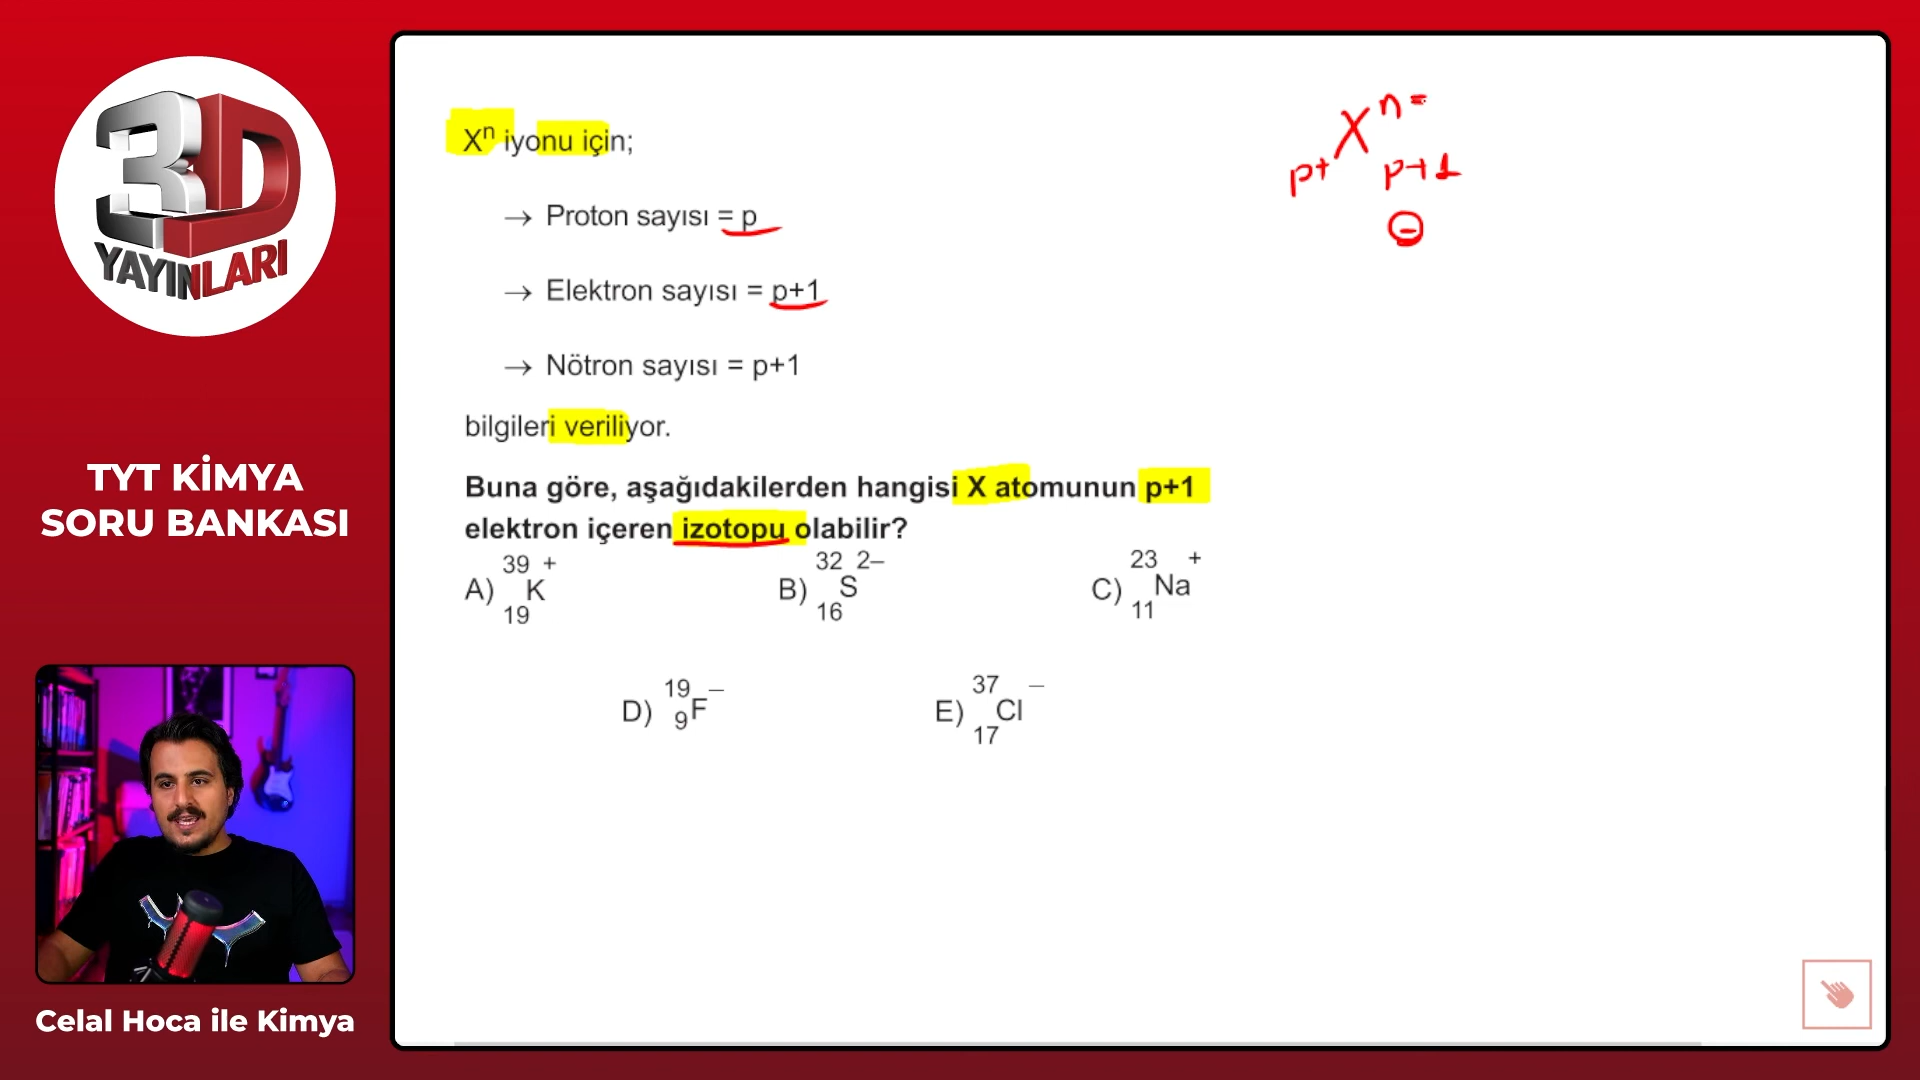 3D
YAYINLARI
TYT KİMYA
SORU BANKASI
Celal Hoca ile Kimya
Xⁿ iyonu için;
→ Proton sayısı = p
→ Elektron sayısı = p+1
→ Nötron sayısı = p+1
bilgileri veriliyor.
Buna göre, aşağıdakilerden hangisi X atomunun p+1
elektron içeren izotopu olabilir?
A) ³⁹₁₉K⁺ B) ³²₁₆S²⁻ C) ²³₁₁Na⁺
D) ¹⁹₉F⁻ E) ³⁷₁₇Cl⁻
X n=
p+ p+1
-